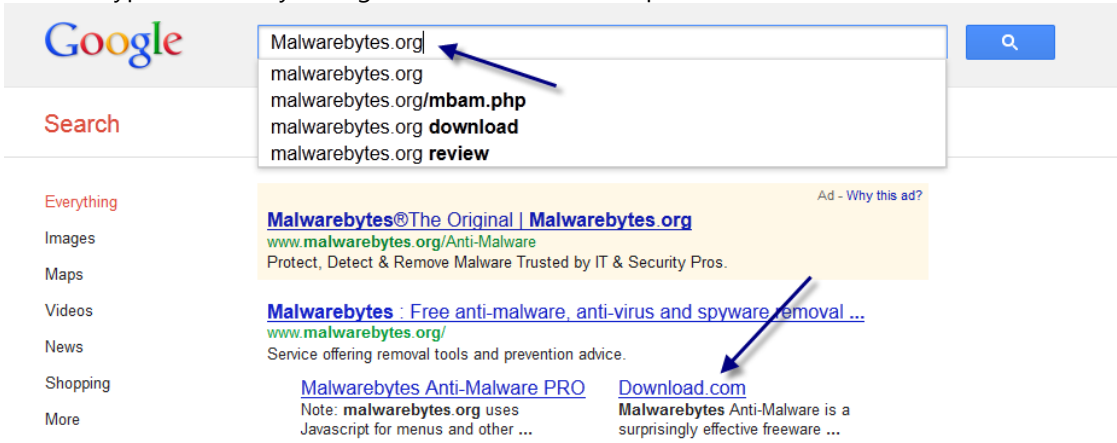 Google
Malwarebytes.org
malwarebytes.org
malwarebytes.org/mbam.php
malwarebytes.org download
malwarebytes.org review
Search
Everything
Images
Maps
Videos
News
Shopping
More
Ad - Why this ad?
Malwarebytes®The Original | Malwarebytes.org
www.malwarebytes.org/Anti-Malware
Protect, Detect & Remove Malware Trusted by IT & Security Pros.
Malwarebytes : Free anti-malware, anti-virus and spyware removal ...
www.malwarebytes.org/
Service offering removal tools and prevention advice.
Malwarebytes Anti-Malware PRO
Note: malwarebytes.org uses
Javascript for menus and other ...
Download.com
Malwarebytes Anti-Malware is a
surprisingly effective freeware ...